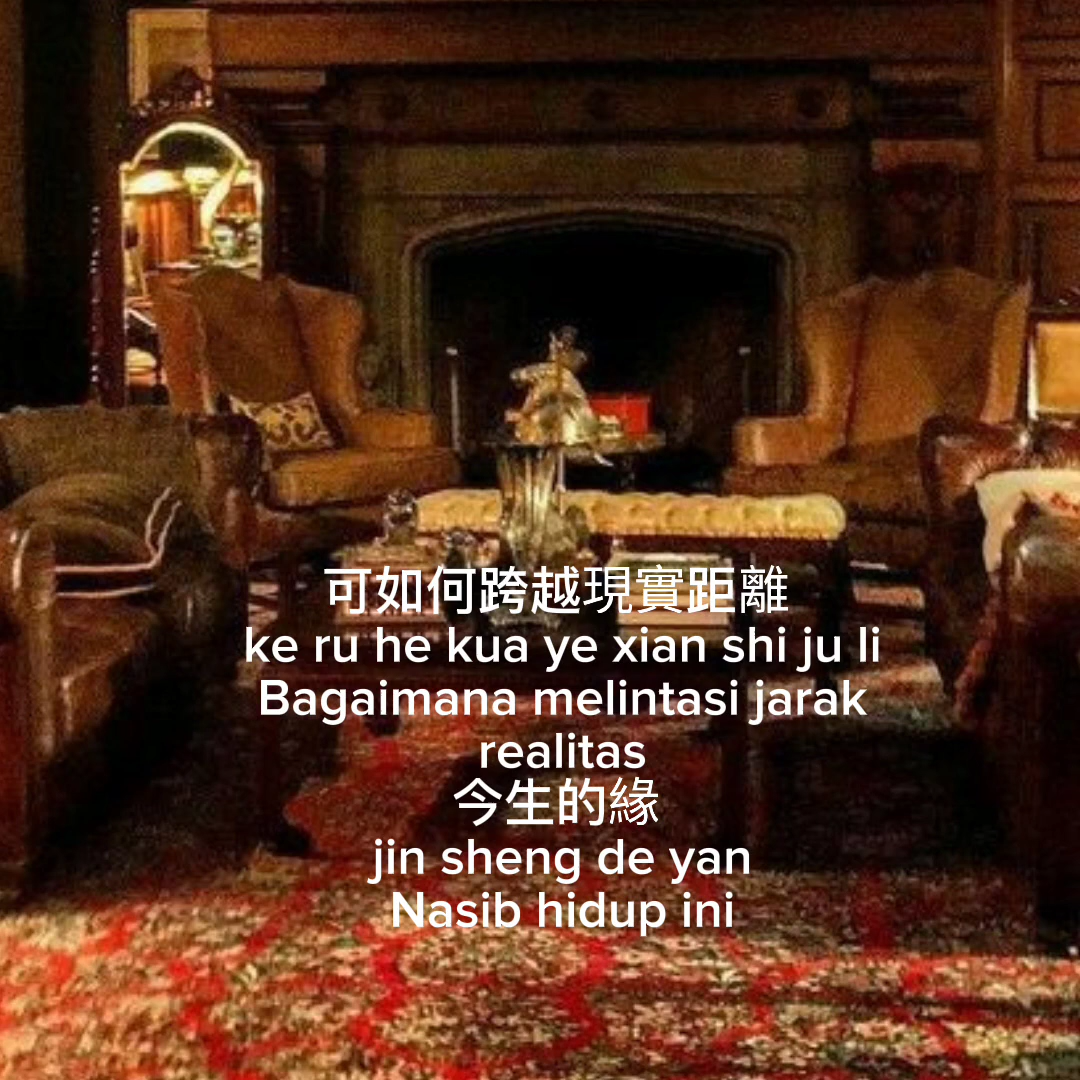 可如何跨越現實距離
ke ru he kua ye xian shi ju li
Bagaimana melintasi jarak
realitas
今生的緣
jin sheng de yan
Nasib hidup ini